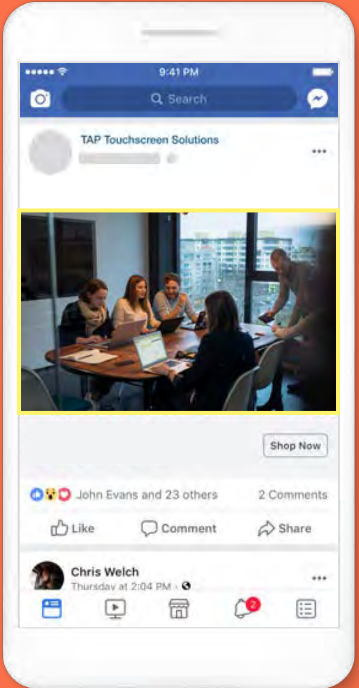 9:41 PM
Search
TAP Touchscreen Solutions
Shop Now
John Evans and 23 others 2 Comments
Like Comment Share
Chris Welch
Thursday at 2:04 PM ·
2